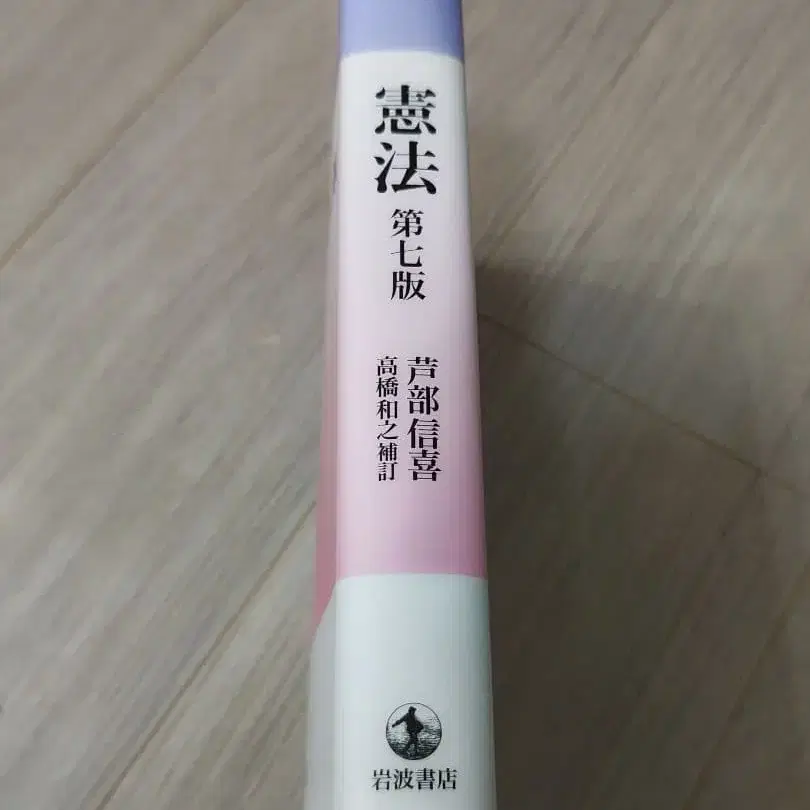 憲法 第七版
芦部信喜
高橋和之補訂
岩波書店